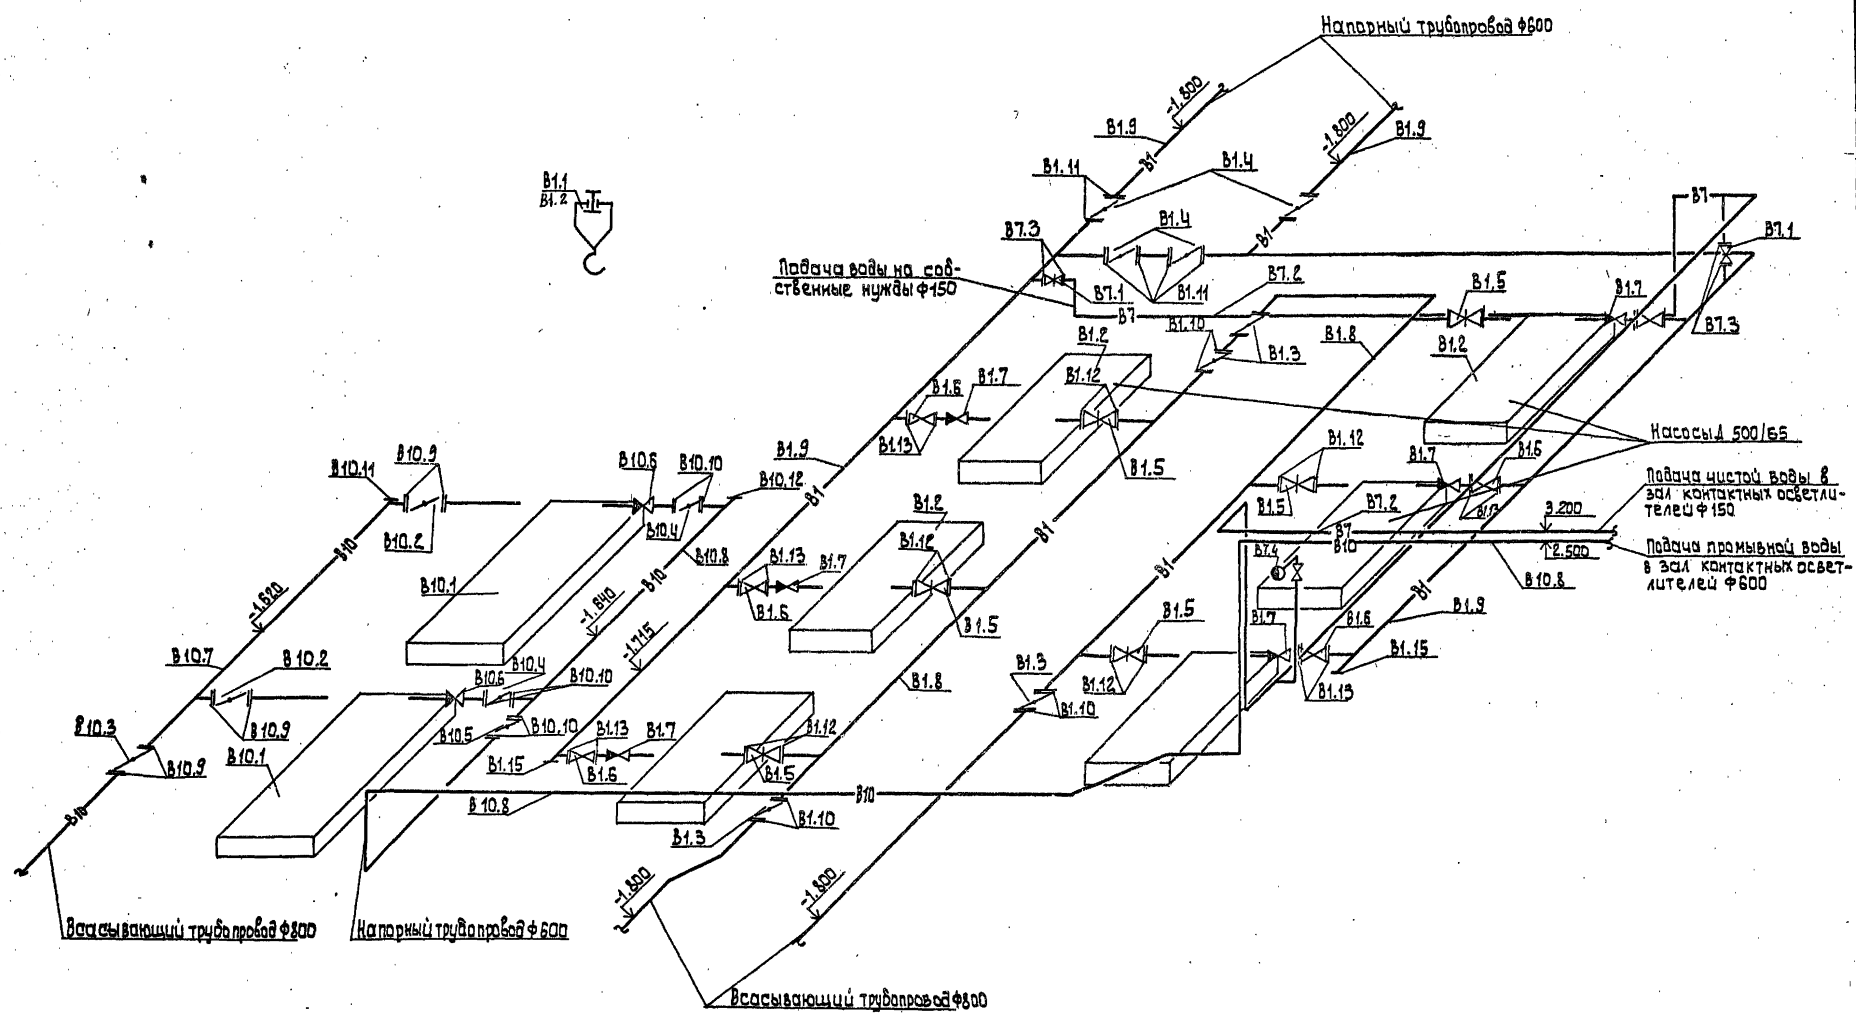 Напорный трубопровод ф600
-1.800
В1.9
В1
-1.800
В1.9
В1.11
В1.4
В1
В1.1
В1.2
В7
В7.3
В1.4
В7.1
Подача воды на соб-
ственные нужды ф150
В7.1
В1.11
В7.2
В7
В1.5
В1.7
В7.3
В1.10
В1.3
В1.8
В1.2
В1.2
В1.12
В1.6
В1.7
В1.13
В1.5
Насосы Д 500/65
В1.12
В1.7
В1.6
В1.5
В1.13
В7.2
Подача чистой воды в
зал контактных осветли-
телей ф150
3.200
В7
В10
2.500
Подача промывной воды
в зал контактных освет-
лителей ф600
В10.8
В7.4
В10.11
В10.9
В10.2
В10
В10.6
В10.10
В10.4
В10.12
В1.9
В1
В10.8
В10.1
В10
-1.620
-1.640
-1.715
В1.13
В1.7
В1.6
В1.2
В1.12
В1.5
В1
В1
В1
В1.9
В1.5
В1.7
В1.6
В1.15
В1.12
В1.13
В1.3
В1.10
В1.8
В10.7
В10.2
В10.9
В10.6
В10.4
В10.10
В10.5
В10.10
В10.3
В10.9
В10.1
В10
В1.15
В1.13
В1.7
В1.6
В1.12
В1.5
В10.8
В10
В1.3
В1.10
-1.800
-1.800
Всасывающий трубопровод ф800
Напорный трубопровод ф600
Всасывающий трубопровод ф800